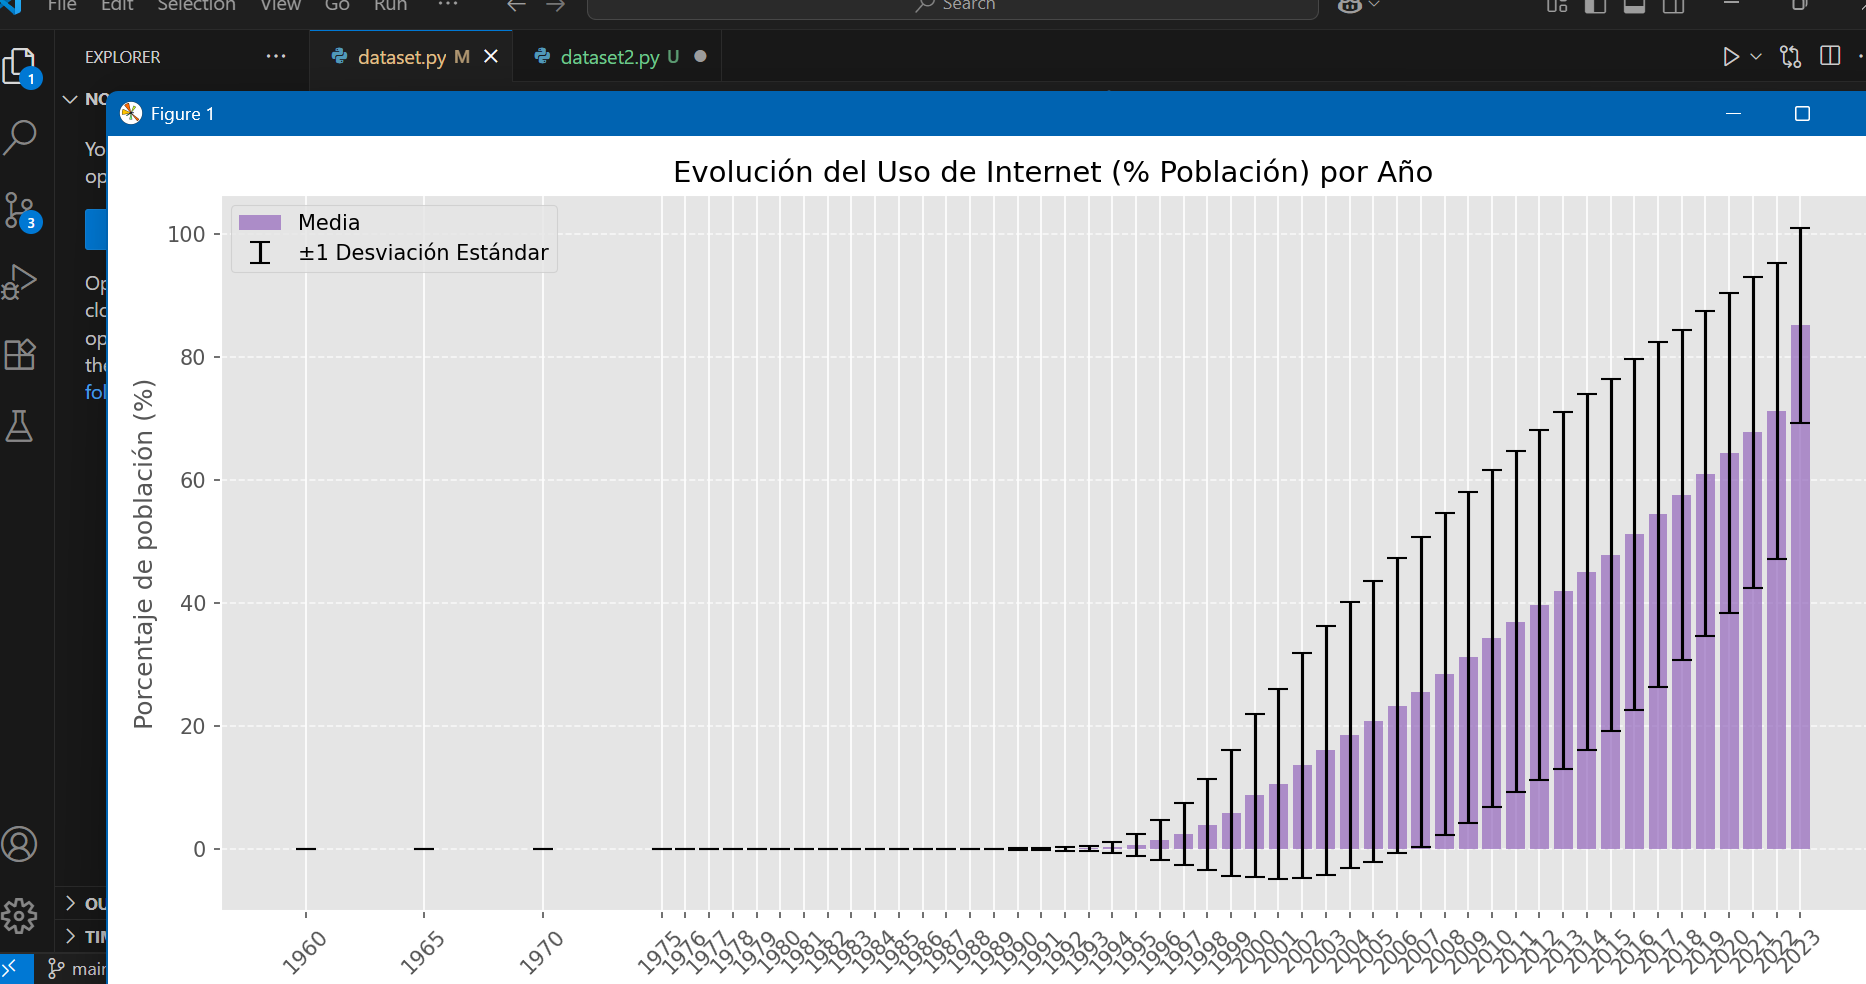 File Edit Selection View Go Run ··· Search
EXPLORER ···
dataset.py M
dataset2.py U
1
3
Figure 1
Evolución del Uso de Internet (% Población) por Año
Media
±1 Desviación Estándar
Porcentaje de población (%)
100
80
60
40
20
0
1960 1965 1970 1975 1976 1977 1978 1979 1980 1981 1982 1983 1984 1985 1986 1987 1988 1989 1990 1991 1992 1993 1994 1995 1996 1997 1998 1999 2000 2001 2002 2003 2004 2005 2006 2007 2008 2009 2010 2011 2012 2013 2014 2015 2016 2017 2018 2019 2020 2021 2022 2023